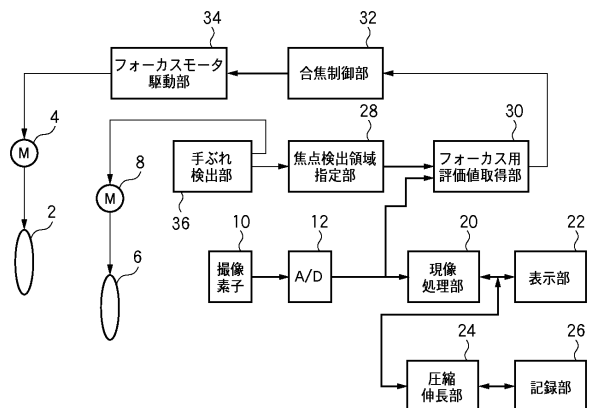 34
フォーカスモータ
駆動部
32
合焦制御部
4
M
8
M
手ぶれ
検出部
36
28
焦点検出領域
指定部
30
フォーカス用
評価値取得部
2
6
10
撮像
素子
12
A/D
20
現像
処理部
22
表示部
24
圧縮
伸長部
26
記録部